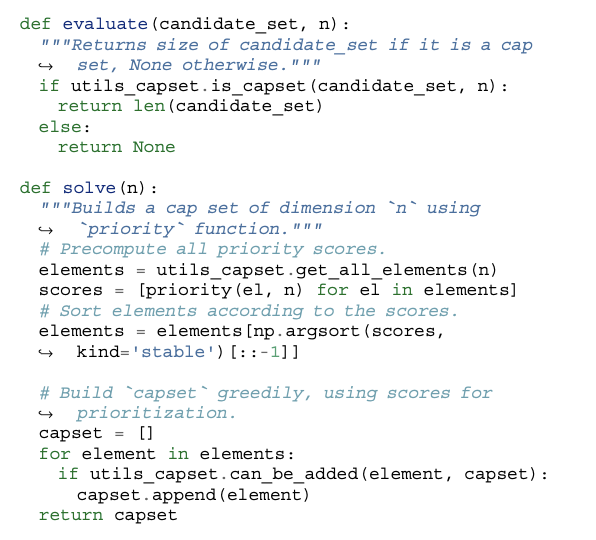 def evaluate(candidate_set, n):
  """Returns size of candidate_set if it is a cap
  ↪  set, None otherwise."""
  if utils_capset.is_capset(candidate_set, n):
    return len(candidate_set)
  else:
    return None

def solve(n):
  """Builds a cap set of dimension `n` using
  ↪  `priority` function."""
  # Precompute all priority scores.
  elements = utils_capset.get_all_elements(n)
  scores = [priority(el, n) for el in elements]
  # Sort elements according to the scores.
  elements = elements[np.argsort(scores,
  ↪  kind='stable')[::-1]]

  # Build `capset` greedily, using scores for
  ↪  prioritization.
  capset = []
  for element in elements:
    if utils_capset.can_be_added(element, capset):
      capset.append(element)
  return capset